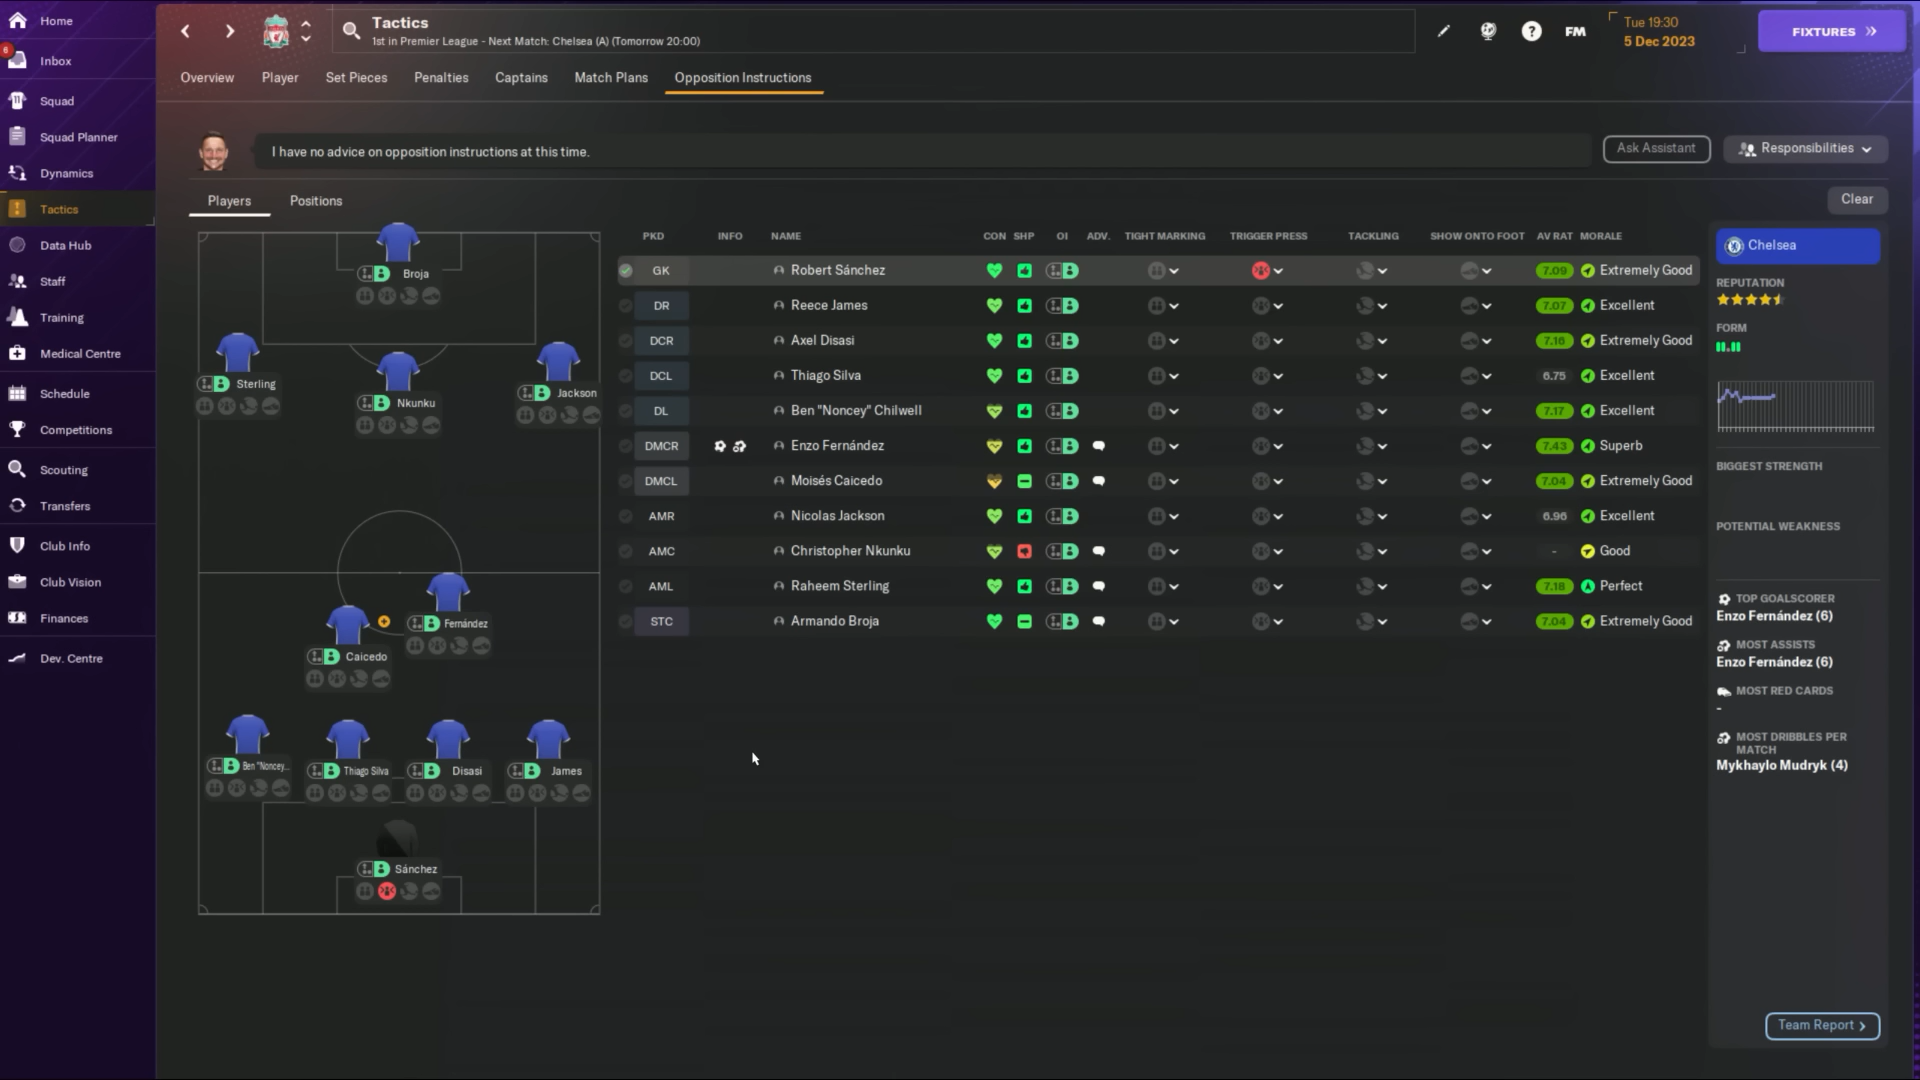 Home
6
Inbox
Squad
Squad Planner
Dynamics
Tactics
Data Hub
Staff
Training
Medical Centre
Schedule
Competitions
Scouting
Transfers
Club Info
Club Vision
Finances
Dev. Centre
Tactics
1st in Premier League - Next Match: Chelsea (A) (Tomorrow 20:00)
FM
Tue 19:30
5 Dec 2023
FIXTURES
Overview Player Set Pieces Penalties Captains Match Plans Opposition Instructions
I have no advice on opposition instructions at this time.
Ask Assistant
Responsibilities
Players Positions
Clear
Broja
Sterling
Nkunku
Jackson
Fernández
Caicedo
Ben "Noncey...
Thiago Silva
Disasi
James
Sánchez
PKD INFO NAME CON SHP OI ADV. TIGHT MARKING TRIGGER PRESS TACKLING SHOW ONTO FOOT AV RAT MORALE
GK Robert Sánchez 7.09 Extremely Good
DR Reece James 7.07 Excellent
DCR Axel Disasi 7.16 Extremely Good
DCL Thiago Silva 6.75 Excellent
DL Ben "Noncey" Chilwell 7.17 Excellent
DMCR Enzo Fernández 7.43 Superb
DMCL Moisés Caicedo 7.04 Extremely Good
AMR Nicolas Jackson 6.96 Excellent
AMC Christopher Nkunku - Good
AML Raheem Sterling 7.18 Perfect
STC Armando Broja 7.04 Extremely Good
Chelsea
REPUTATION
FORM
BIGGEST STRENGTH
POTENTIAL WEAKNESS
TOP GOALSCORER
Enzo Fernández (6)
MOST ASSISTS
Enzo Fernández (6)
MOST RED CARDS
-
MOST DRIBBLES PER
MATCH
Mykhaylo Mudryk (4)
Team Report